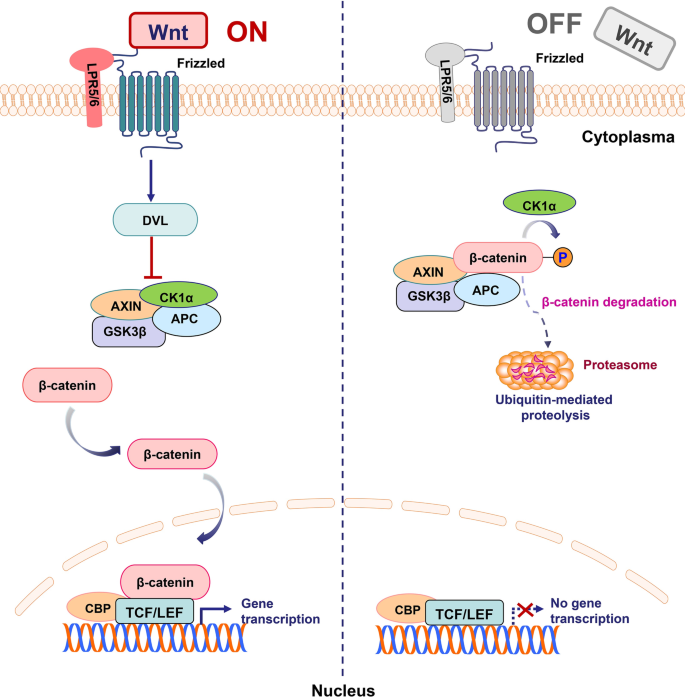 Wnt
ON
LPR5/6
Frizzled
DVL
AXIN
CK1α
GSK3β
APC
β-catenin
β-catenin
β-catenin
CBP
TCF/LEF
Gene
transcription
OFF
Wnt
LPR5/6
Frizzled
Cytoplasma
CK1α
β-catenin
P
AXIN
GSK3β
APC
β-catenin degradation
Proteasome
Ubiquitin-mediated
proteolysis
CBP
TCF/LEF
No gene
transcription
Nucleus